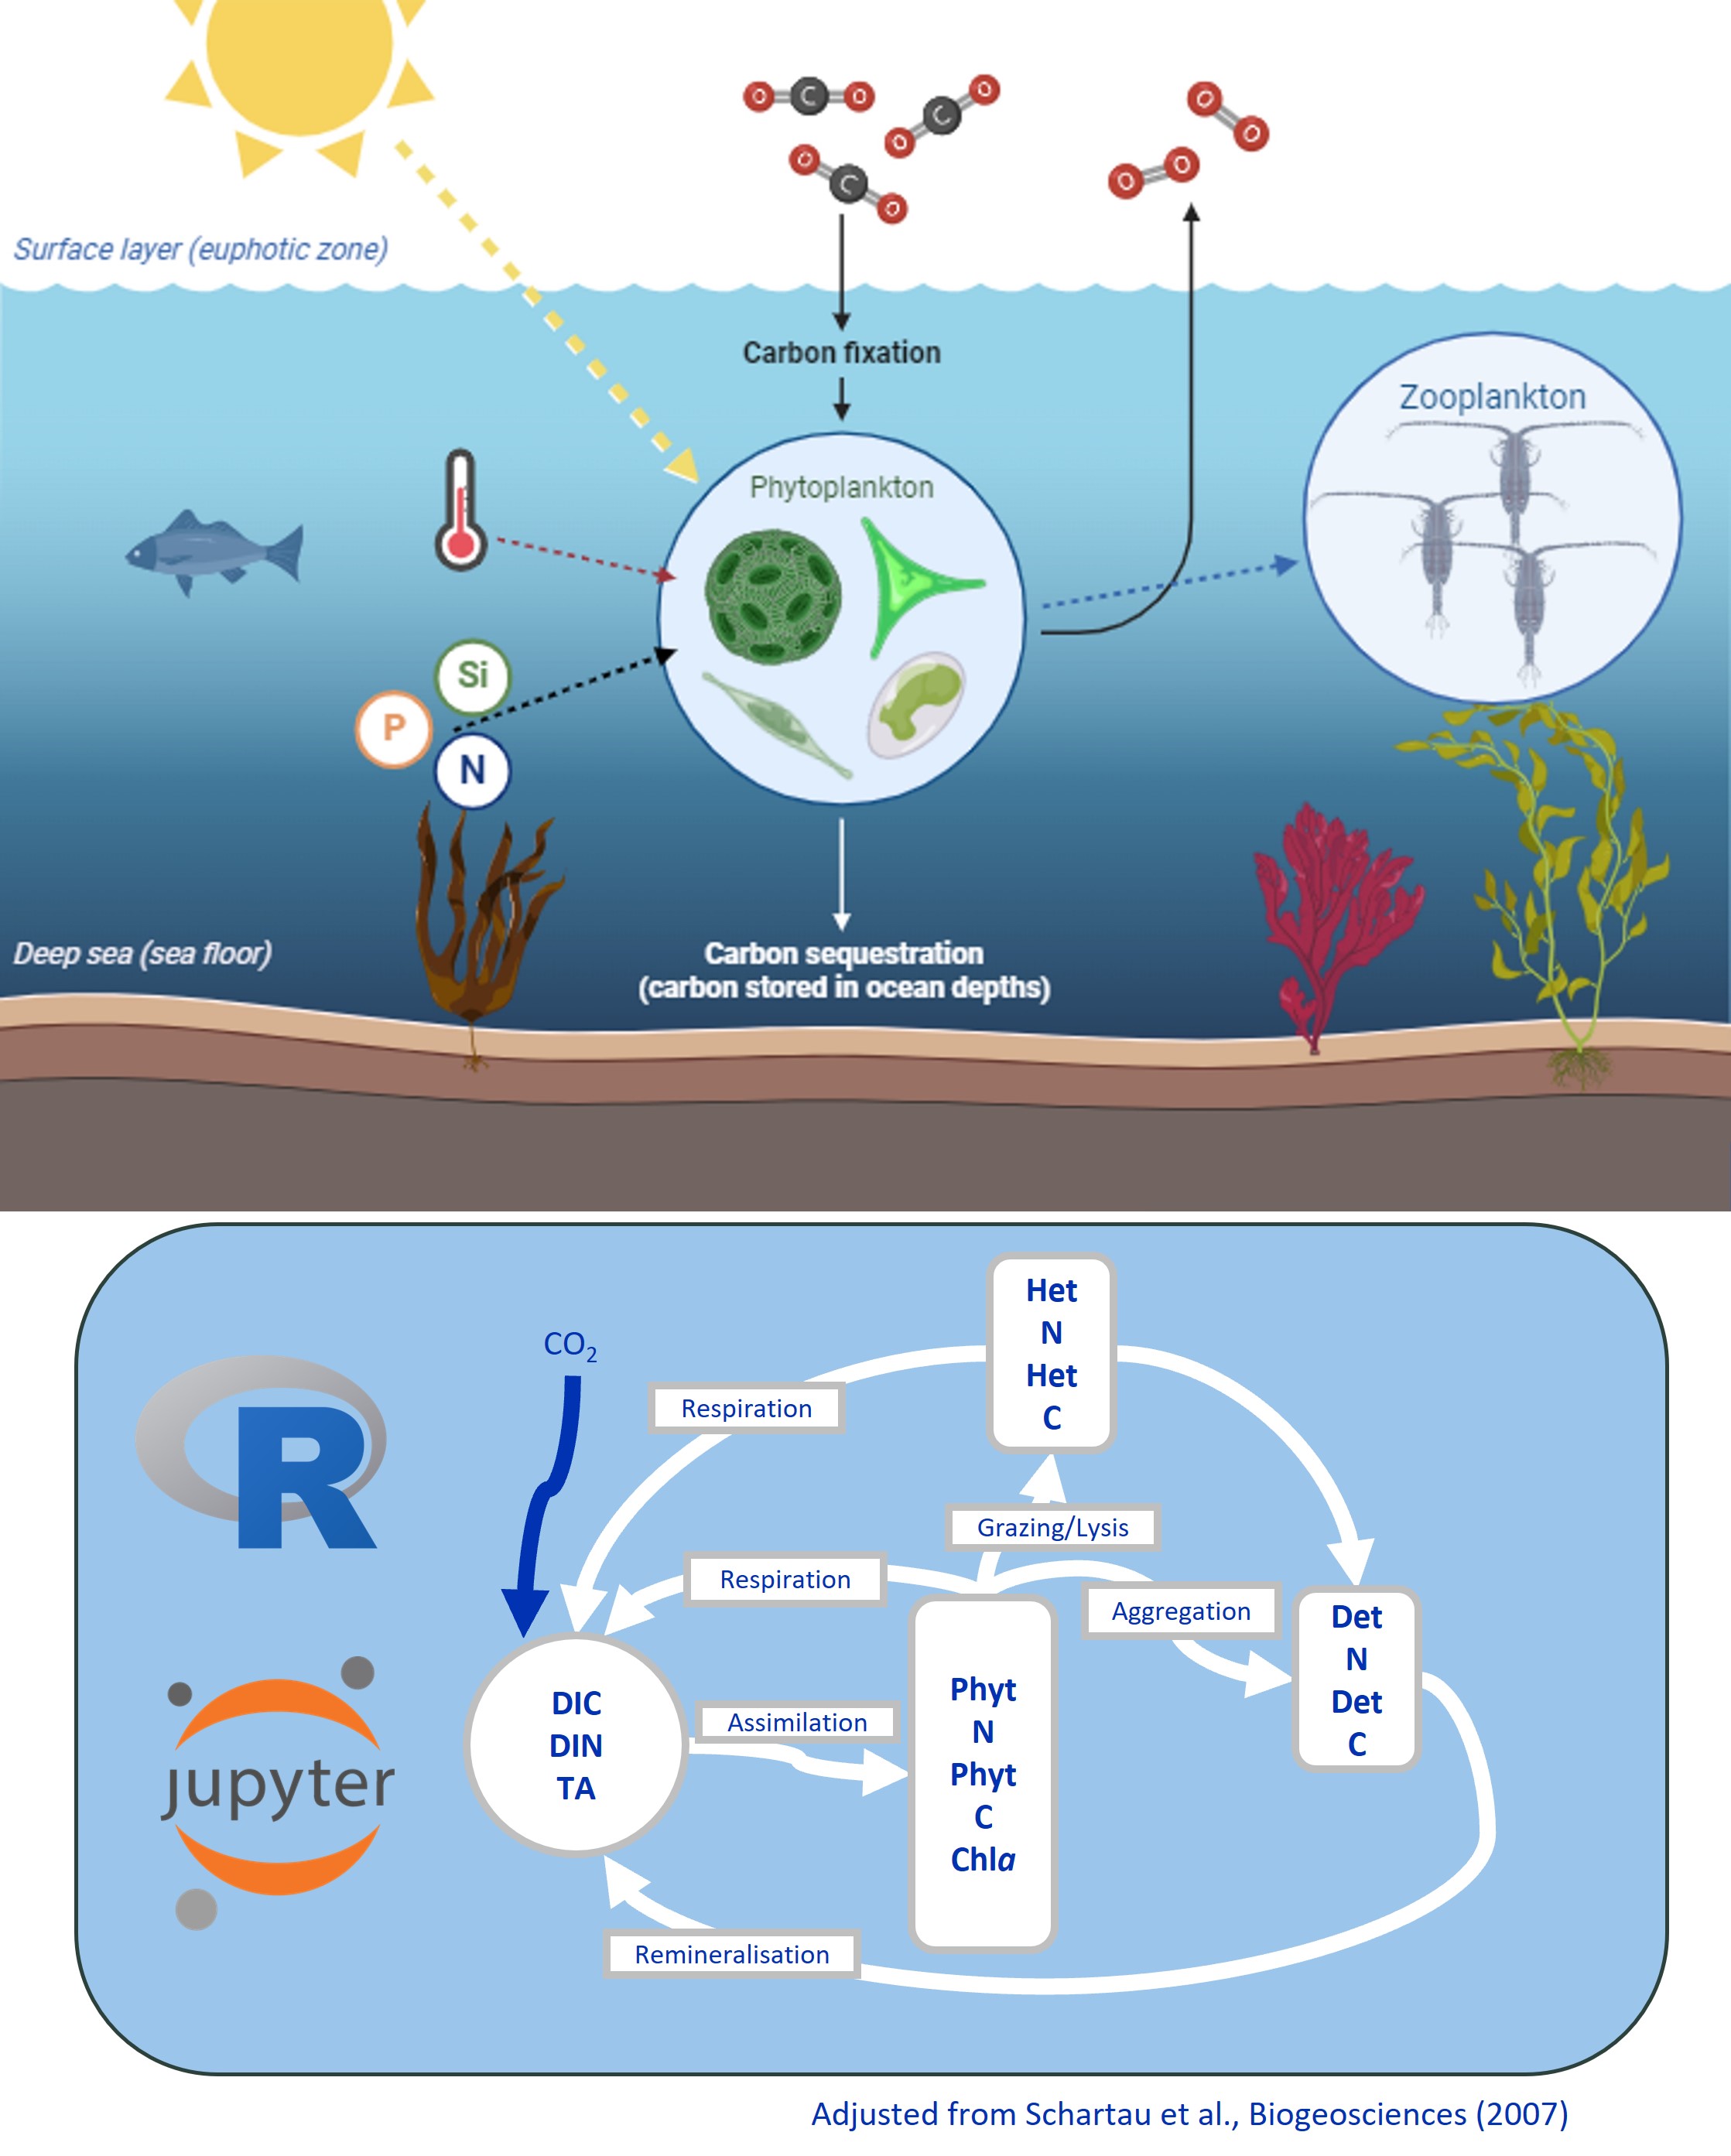 O C O
C O
O
O
C
O
O
O
O
O
Surface layer (euphotic zone)
Carbon fixation
Zooplankton
Phytoplankton
Si
P
N
Deep sea (sea floor)
Carbon sequestration
(carbon stored in ocean depths)
Het
N
Het
C
CO₂
Respiration
R
Grazing/Lysis
Respiration
Aggregation
Det
N
Det
C
Phyt
N
Phyt
C
Chla
DIC
DIN
TA
Assimilation
jupyter
Remineralisation
Adjusted from Schartau et al., Biogeosciences (2007)